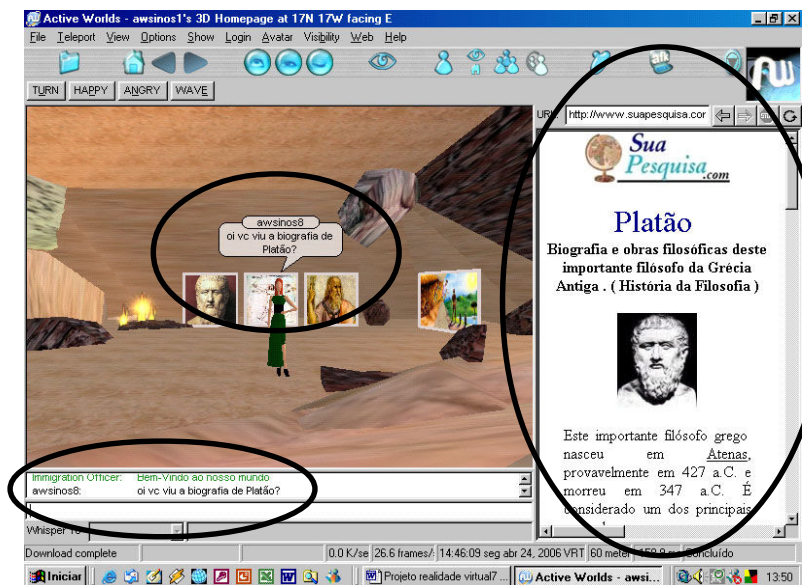 Active Worlds - awsinos1's 3D Homepage at 17N 17W facing E
File Teleport View Options Show Login Avatar Visibility Web Help
TURN HAPPY ANGRY WAVE
awsinos8
oi vc viu a biografia de
Platão?
Immigration Officer: Bem-Vindo ao nosso mundo
awsinos8: oi vc viu a biografia de Platão?
Whisper To
http://www.suapesquisa.cor
Sua
Pesquisa.com
Platão
Biografia e obras filosóficas deste
importante filósofo da Grécia
Antiga . ( História da Filosofia )
Este importante filósofo grego
nasceu em Atenas,
provavelmente em 427 a.C. e
morreu em 347 a.C. É
considerado um dos principais
Download complete 0.0 K/se 26.6 frames/ 14:46:09 seg abr 24, 2006 VRT 60 meter
Iniciar Projeto realidade virtual7 ... Active Worlds - awsi... 13:50